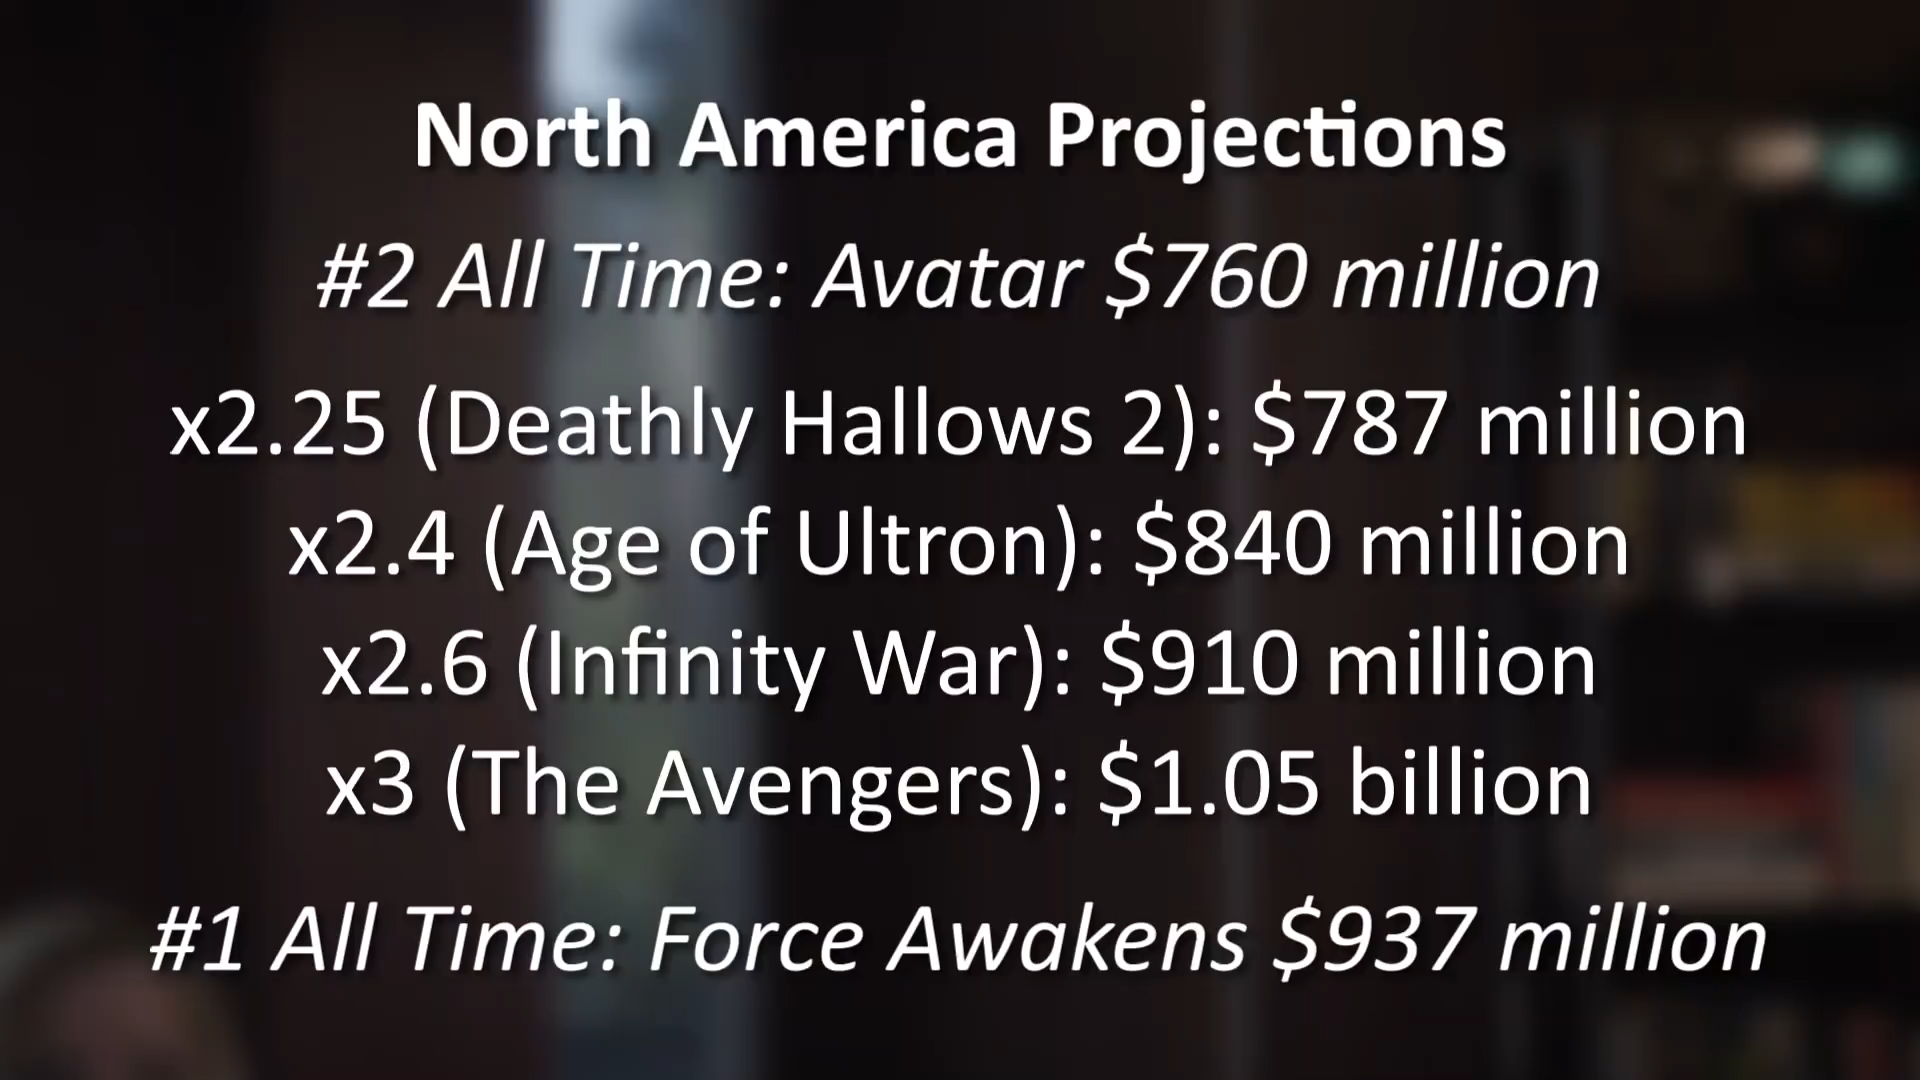 North America Projections
#2 All Time: Avatar $760 million
x2.25 (Deathly Hallows 2): $787 million
x2.4 (Age of Ultron): $840 million
x2.6 (Infinity War): $910 million
x3 (The Avengers): $1.05 billion
#1 All Time: Force Awakens $937 million